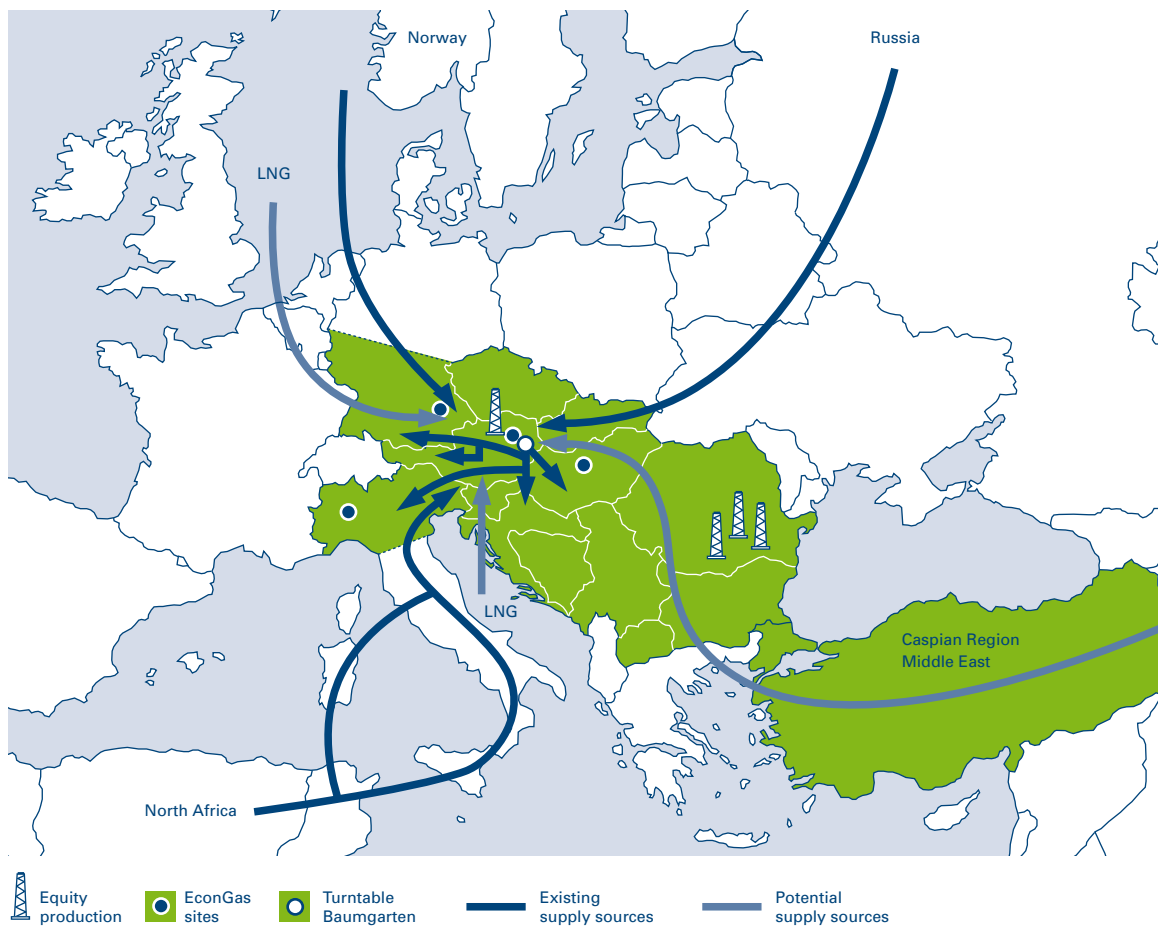 Norway
Russia
LNG
LNG
Caspian Region
Middle East
North Africa
Equity
production
EconGas
sites
Turntable
Baumgarten
Existing
supply sources
Potential
supply sources